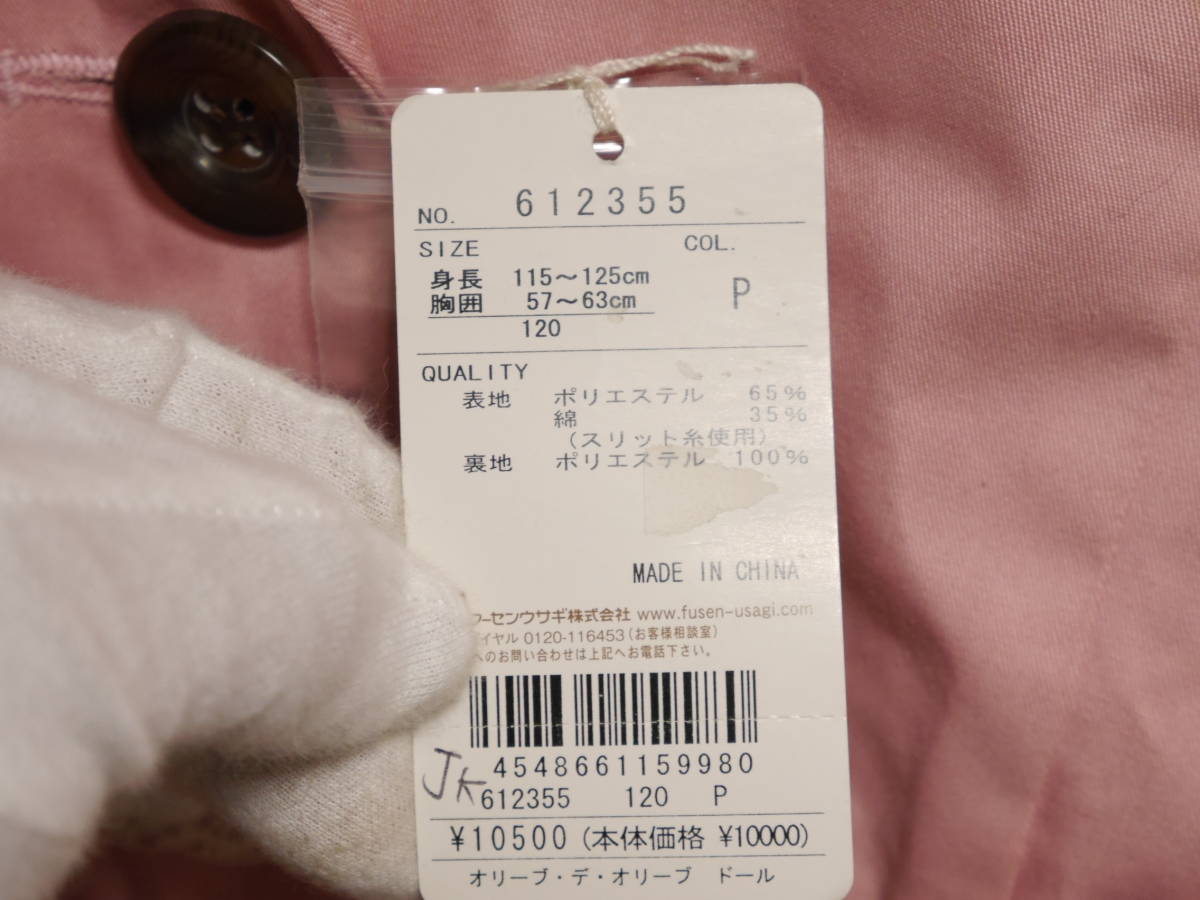 NO. 612355
SIZE COL.
身長 115～125cm
胸囲 57～63cm
P
120
QUALITY
表地 ポリエステル 65%
綿 35%
(スリット糸使用)
裏地 ポリエステル 100%
MADE IN CHINA
ーセンウサギ株式会社 www.fusen-usagi.com
イヤル 0120-116453(お客様相談室)
へのお問い合わせは上記へお電話下さい。
4548661159980
JK
612355 120 P
¥10500 (本体価格 ¥10000)
オリーブ・デ・オリーブ ドール